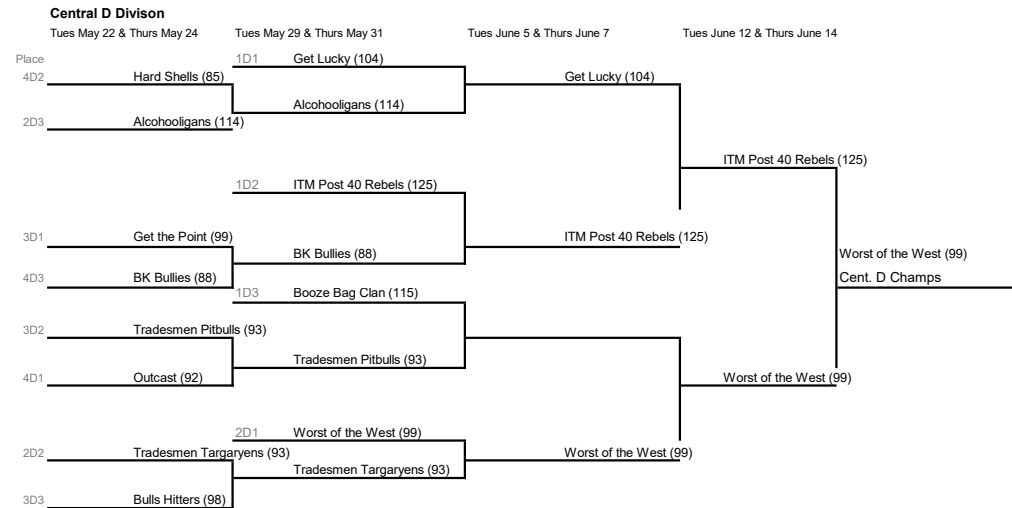 Central D Divison
Tues May 22 & Thurs May 24 Tues May 29 & Thurs May 31 Tues June 5 & Thurs June 7 Tues June 12 & Thurs June 14
Place 1D1 Get Lucky (104)
4D2 Hard Shells (85) Get Lucky (104)
Alcohooligans (114)
2D3 Alcohooligans (114)
ITM Post 40 Rebels (125)
1D2 ITM Post 40 Rebels (125)
3D1 Get the Point (99) ITM Post 40 Rebels (125)
BK Bullies (88) Worst of the West (99)
4D3 BK Bullies (88) Cent. D Champs
1D3 Booze Bag Clan (115)
3D2 Tradesmen Pitbulls (93)
Tradesmen Pitbulls (93)
4D1 Outcast (92) Worst of the West (99)
2D1 Worst of the West (99)
2D2 Tradesmen Targaryens (93) Worst of the West (99)
Tradesmen Targaryens (93)
3D3 Bulls Hitters (98)